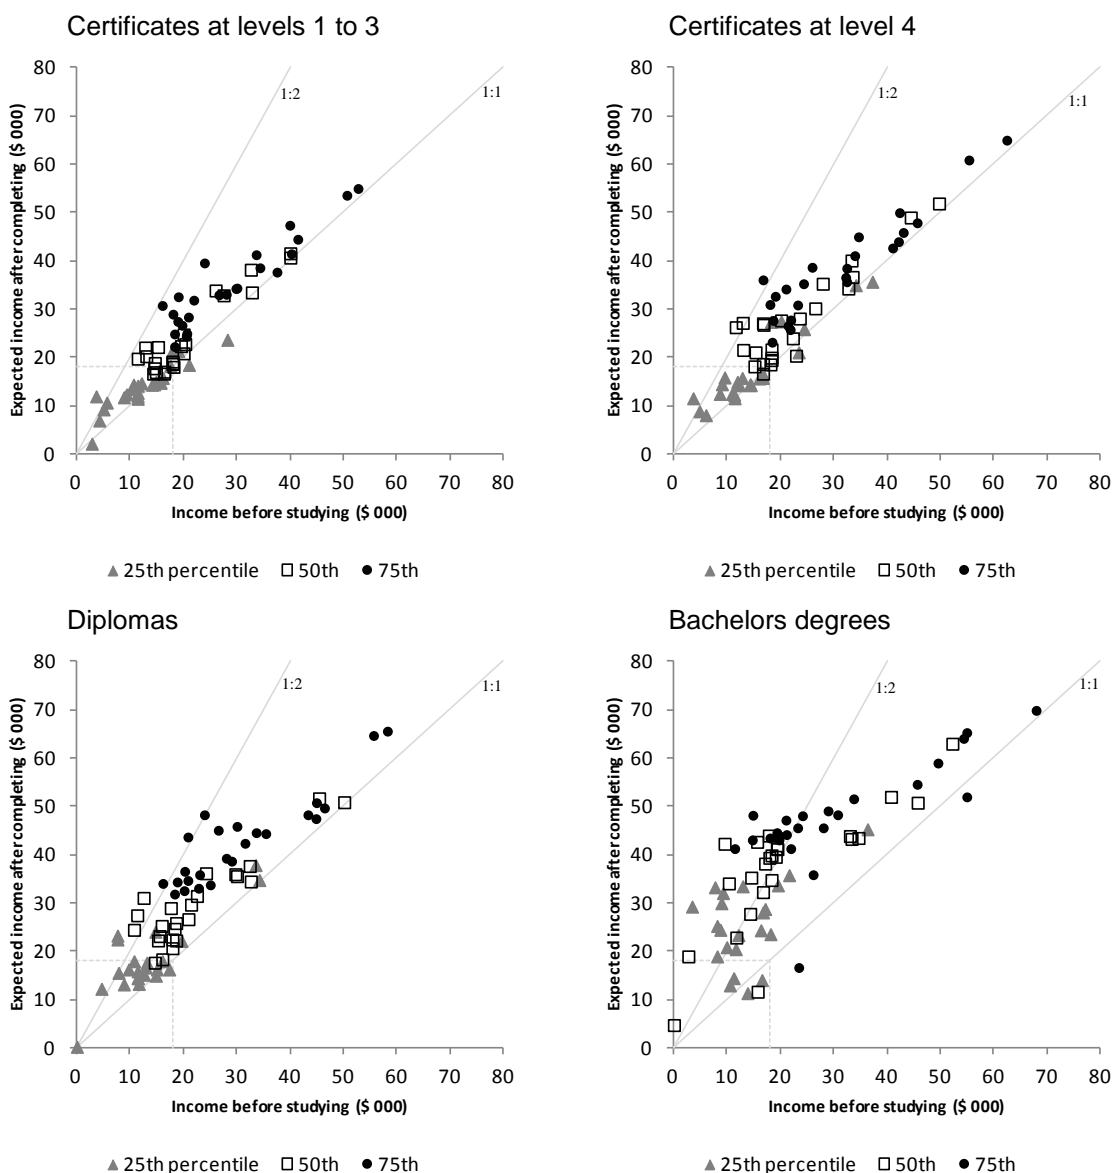 Certificates at levels 1 to 3
Certificates at level 4
80
70
60
50
40
30
20
10
0
Expected income after completing ($ 000)
1:2
1:1
0 10 20 30 40 50 60 70 80
Income before studying ($ 000)
25th percentile 50th 75th
80
70
60
50
40
30
20
10
0
Expected income after completing ($ 000)
1:2
1:1
0 10 20 30 40 50 60 70 80
Income before studying ($ 000)
25th percentile 50th 75th
Diplomas
Bachelors degrees
80
70
60
50
40
30
20
10
0
Expected income after completing ($ 000)
1:2
1:1
0 10 20 30 40 50 60 70 80
Income before studying ($ 000)
25th percentile 50th 75th
80
70
60
50
40
30
20
10
0
Expected income after completing ($ 000)
1:2
1:1
0 10 20 30 40 50 60 70 80
Income before studying ($ 000)
25th percentile 50th 75th